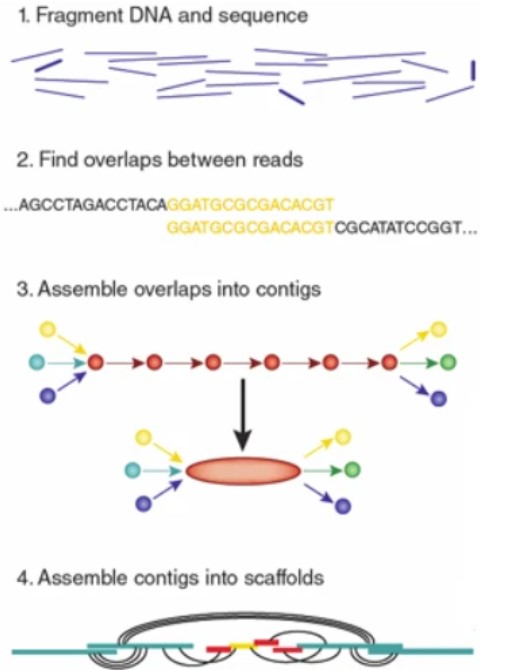 1. Fragment DNA and sequence
2. Find overlaps between reads
...AGCCTAGACCTACAGGATGCGCGACACGT
GGATGCGCGACACGTCGCATATCCGGT...
3. Assemble overlaps into contigs
4. Assemble contigs into scaffolds